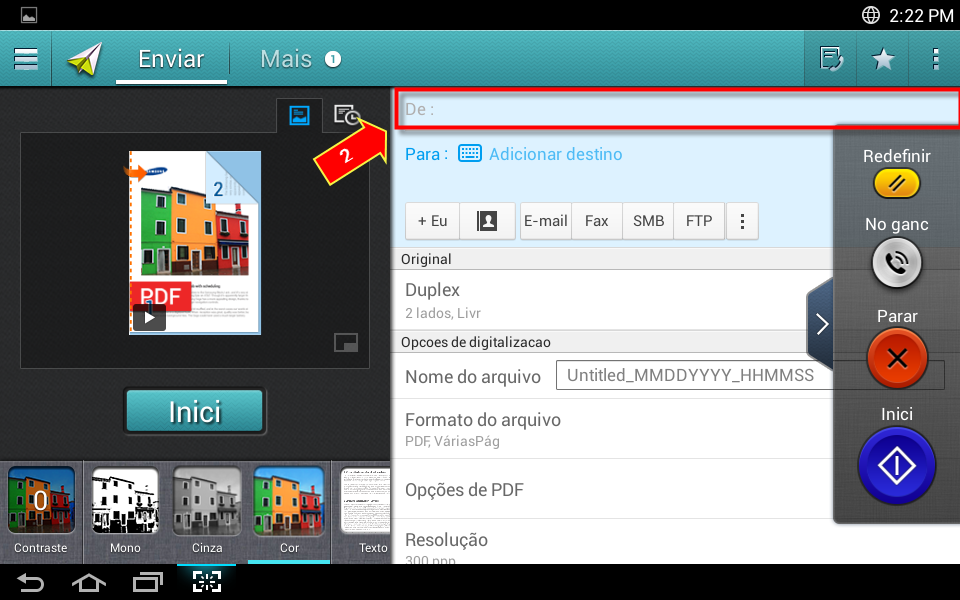 2:22 PM
Enviar
Mais 1
De :
2
Para : Adicionar destino
+ Eu
E-mail
Fax
SMB
FTP
SAMSUNG
2
PDF
Original
Duplex
2 lados, Livr
Opcoes de digitalizacao
Nome do arquivo
Untitled_MMDDYYYY_HHMMSS
Formato do arquivo
PDF, VáriasPág
Opções de PDF
Resolução
300 ppp
Inici
0
Contraste
Mono
Cinza
Cor
Texto
Redefinir
No ganc
Parar
Inici